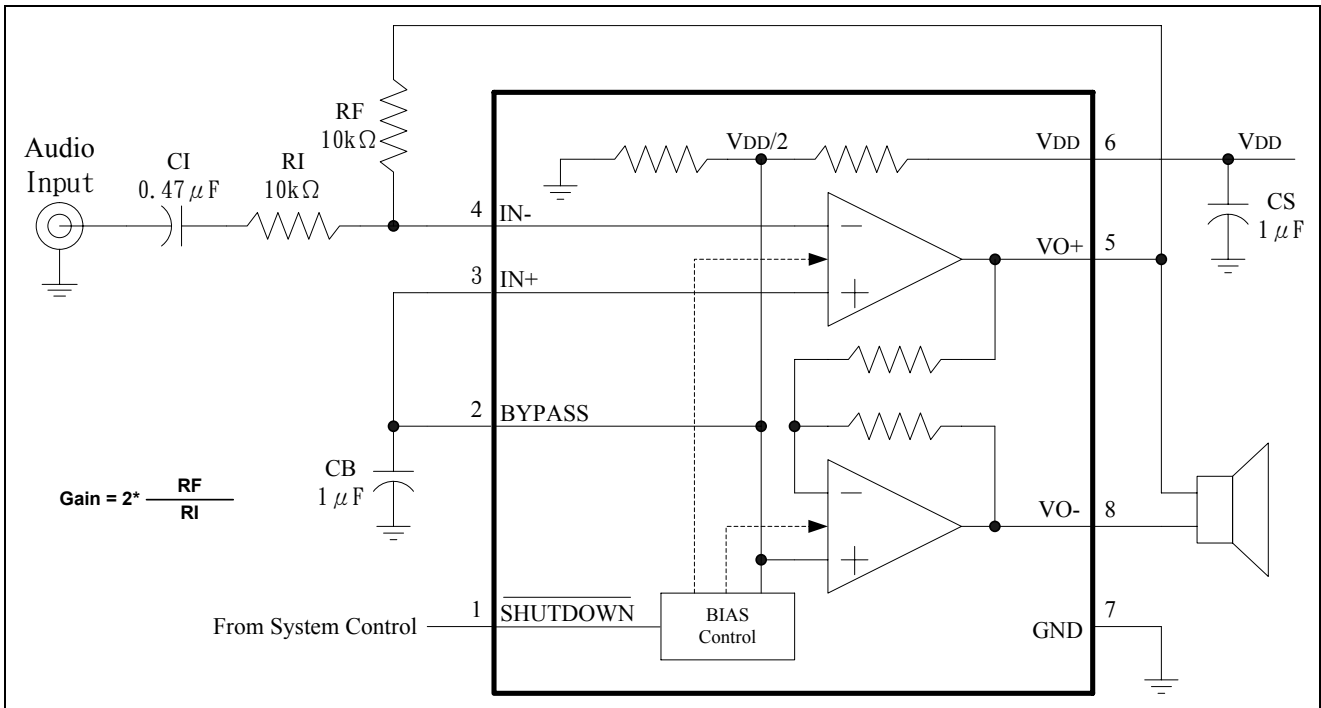 Audio
Input
CI
0.47μF
RI
10kΩ
RF
10kΩ
4
IN-
3
IN+
2
BYPASS
CB
1μF
Gain = 2* RF
RI
From System Control
1
SHUTDOWN
BIAS
Control
VDD/2
VDD
6
VDD
CS
1μF
VO+
5
VO-
8
7
GND
−
+
−
+